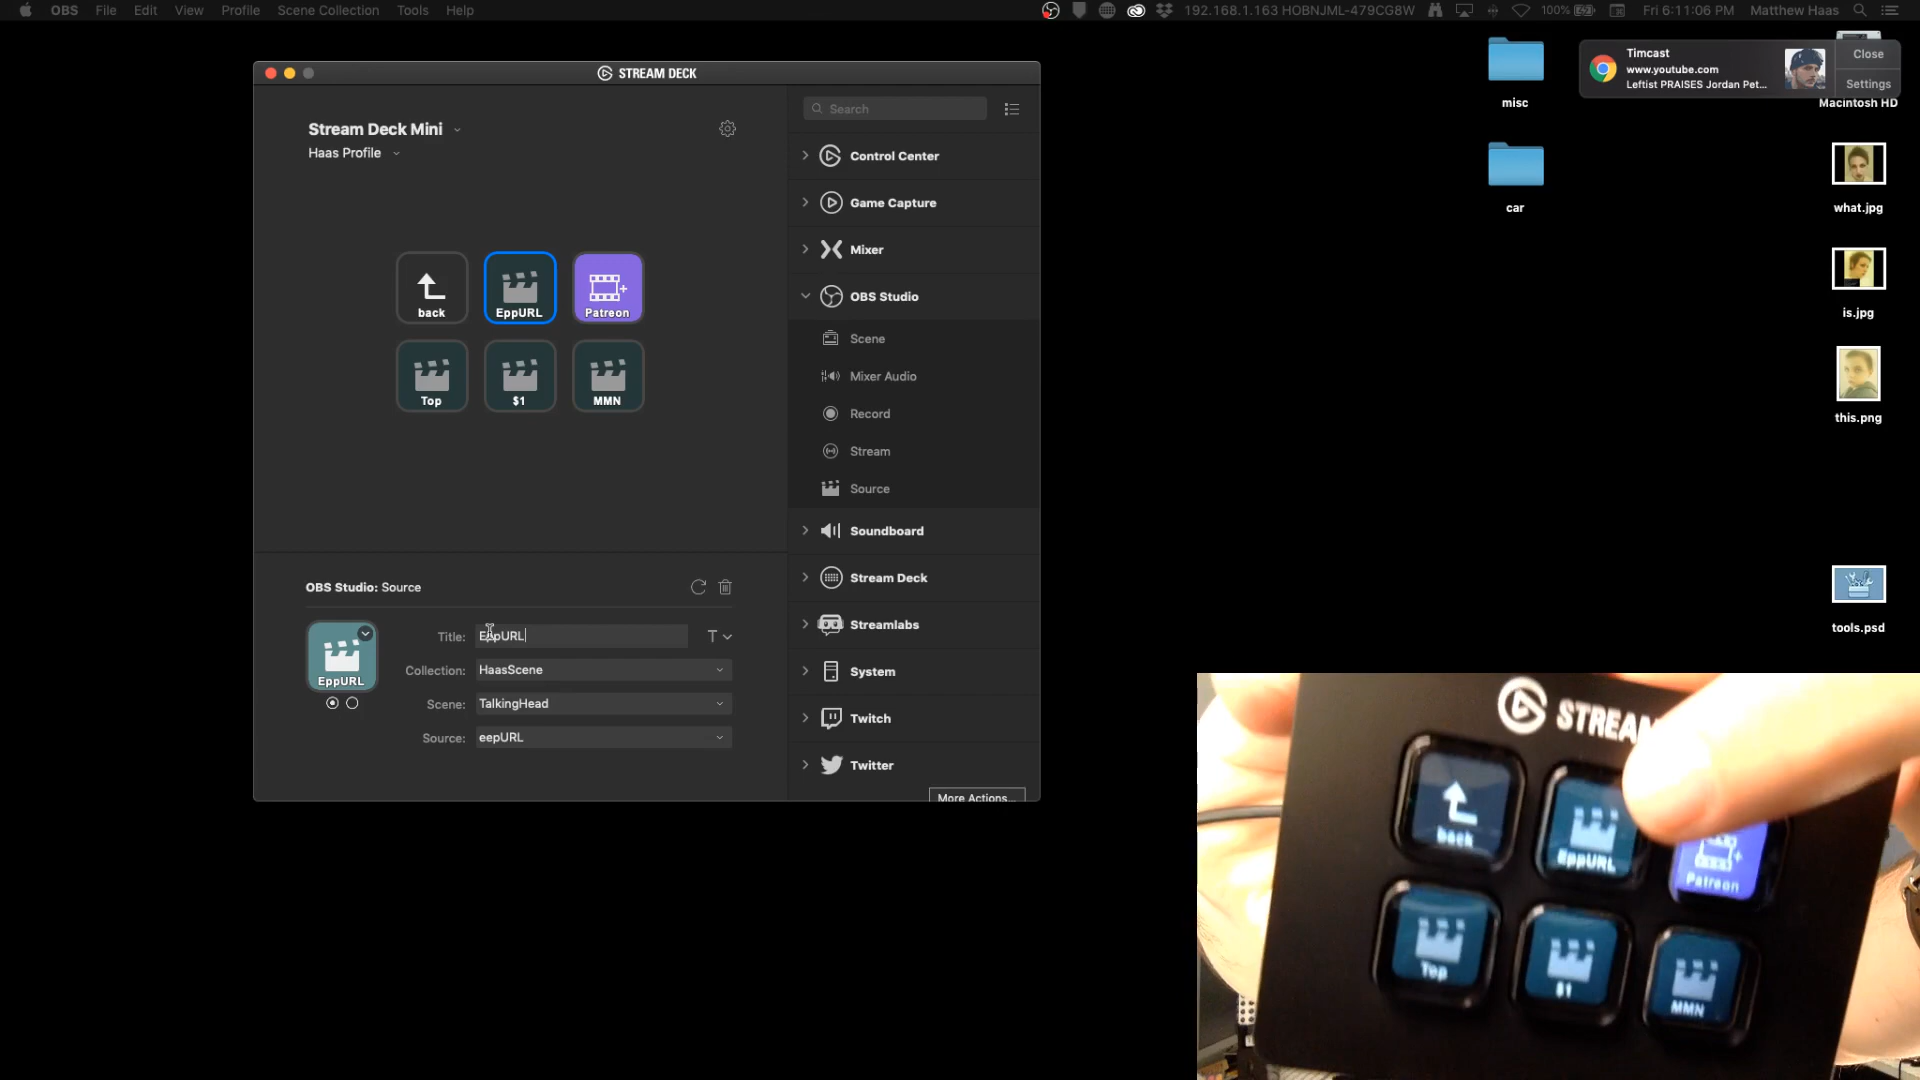 OBS File Edit View Profile Scene Collection Tools Help
192.168.1.163 HOBNJML-479CG8W 100% Fri 6:11:06 PM Matthew Haas
Timcast
www.youtube.com
Leftist PRAISES Jordan Pet...
Close
Settings
Macintosh HD
misc
car
what.jpg
is.jpg
this.png
tools.psd
STREAM DECK
Stream Deck Mini
Haas Profile
back
EppURL
Patreon
Top
$1
MMN
Search
Control Center
Game Capture
Mixer
OBS Studio
Scene
Mixer Audio
Record
Stream
Source
Soundboard
Stream Deck
Streamlabs
System
Twitch
Twitter
More Actions...
OBS Studio: Source
EppURL
Title: EppURL
T
Collection: HaasScene
Scene: TalkingHead
Source: eepURL
STREAM
back
EppURL
Patreon
Top
$1
MMN